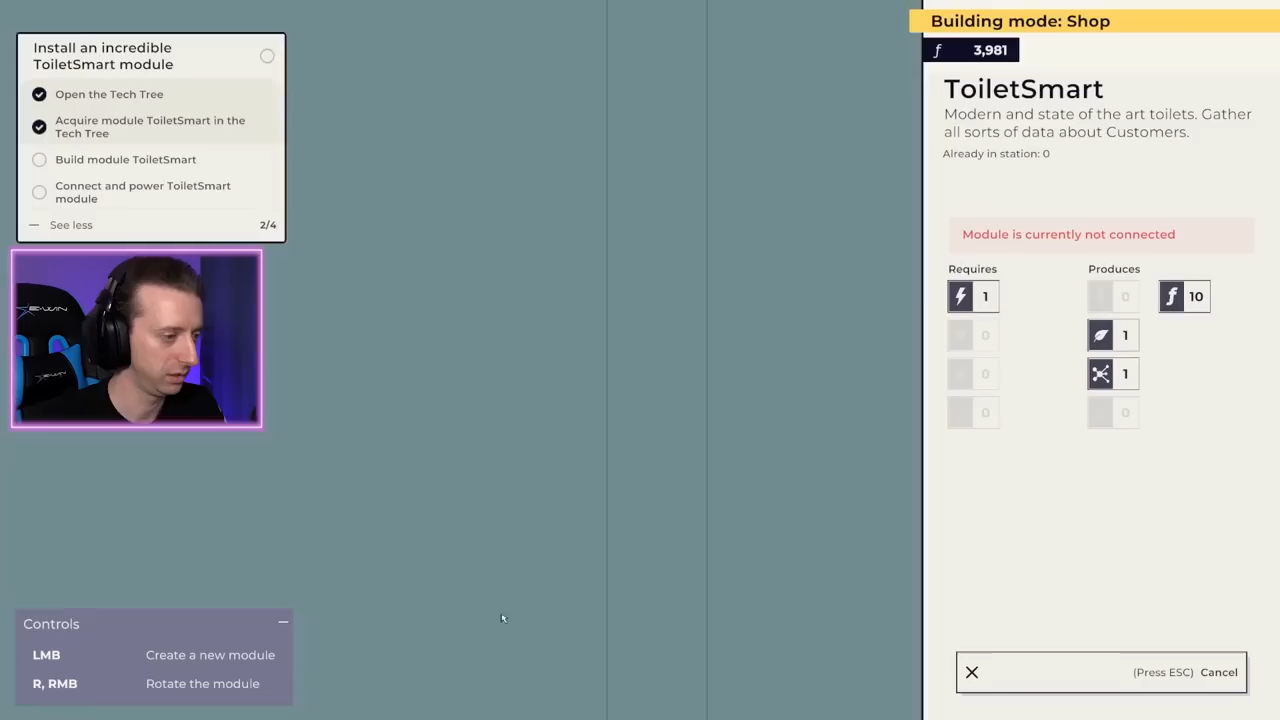 Install an incredible
ToiletSmart module
Open the Tech Tree
Acquire module ToiletSmart in the
Tech Tree
Build module ToiletSmart
Connect and power ToiletSmart
module
— See less 2/4
Controls
LMB Create a new module
R, RMB Rotate the module
Building mode: Shop
ƒ 3,981
ToiletSmart
Modern and state of the art toilets. Gather
all sorts of data about Customers.
Already in station: 0
Module is currently not connected
Requires Produces
1 0 ƒ 10
0 1
0 1
0 0
(Press ESC) Cancel